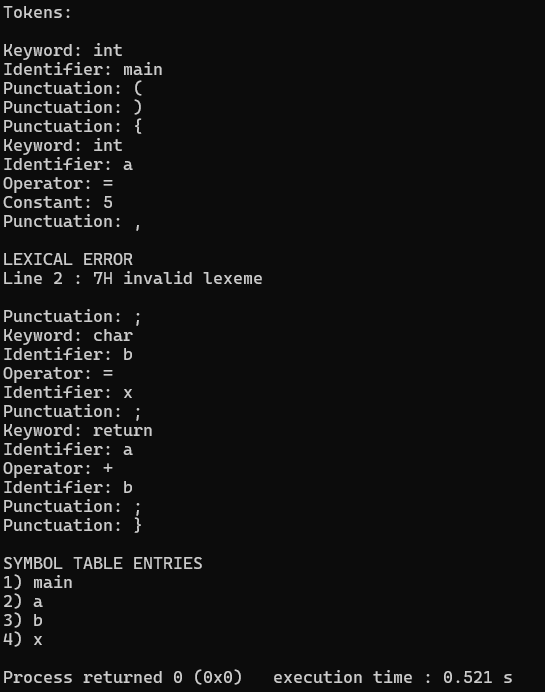 Tokens:
Keyword: int
Identifier: main
Punctuation: (
Punctuation: )
Punctuation: {
Keyword: int
Identifier: a
Operator: =
Constant: 5
Punctuation: ,
LEXICAL ERROR
Line 2 : 7H invalid lexeme
Punctuation: ;
Keyword: char
Identifier: b
Operator: =
Identifier: x
Punctuation: ;
Keyword: return
Identifier: a
Operator: +
Identifier: b
Punctuation: ;
Punctuation: }
SYMBOL TABLE ENTRIES
1) main
2) a
3) b
4) x
Process returned 0 (0x0)   execution time : 0.521 s